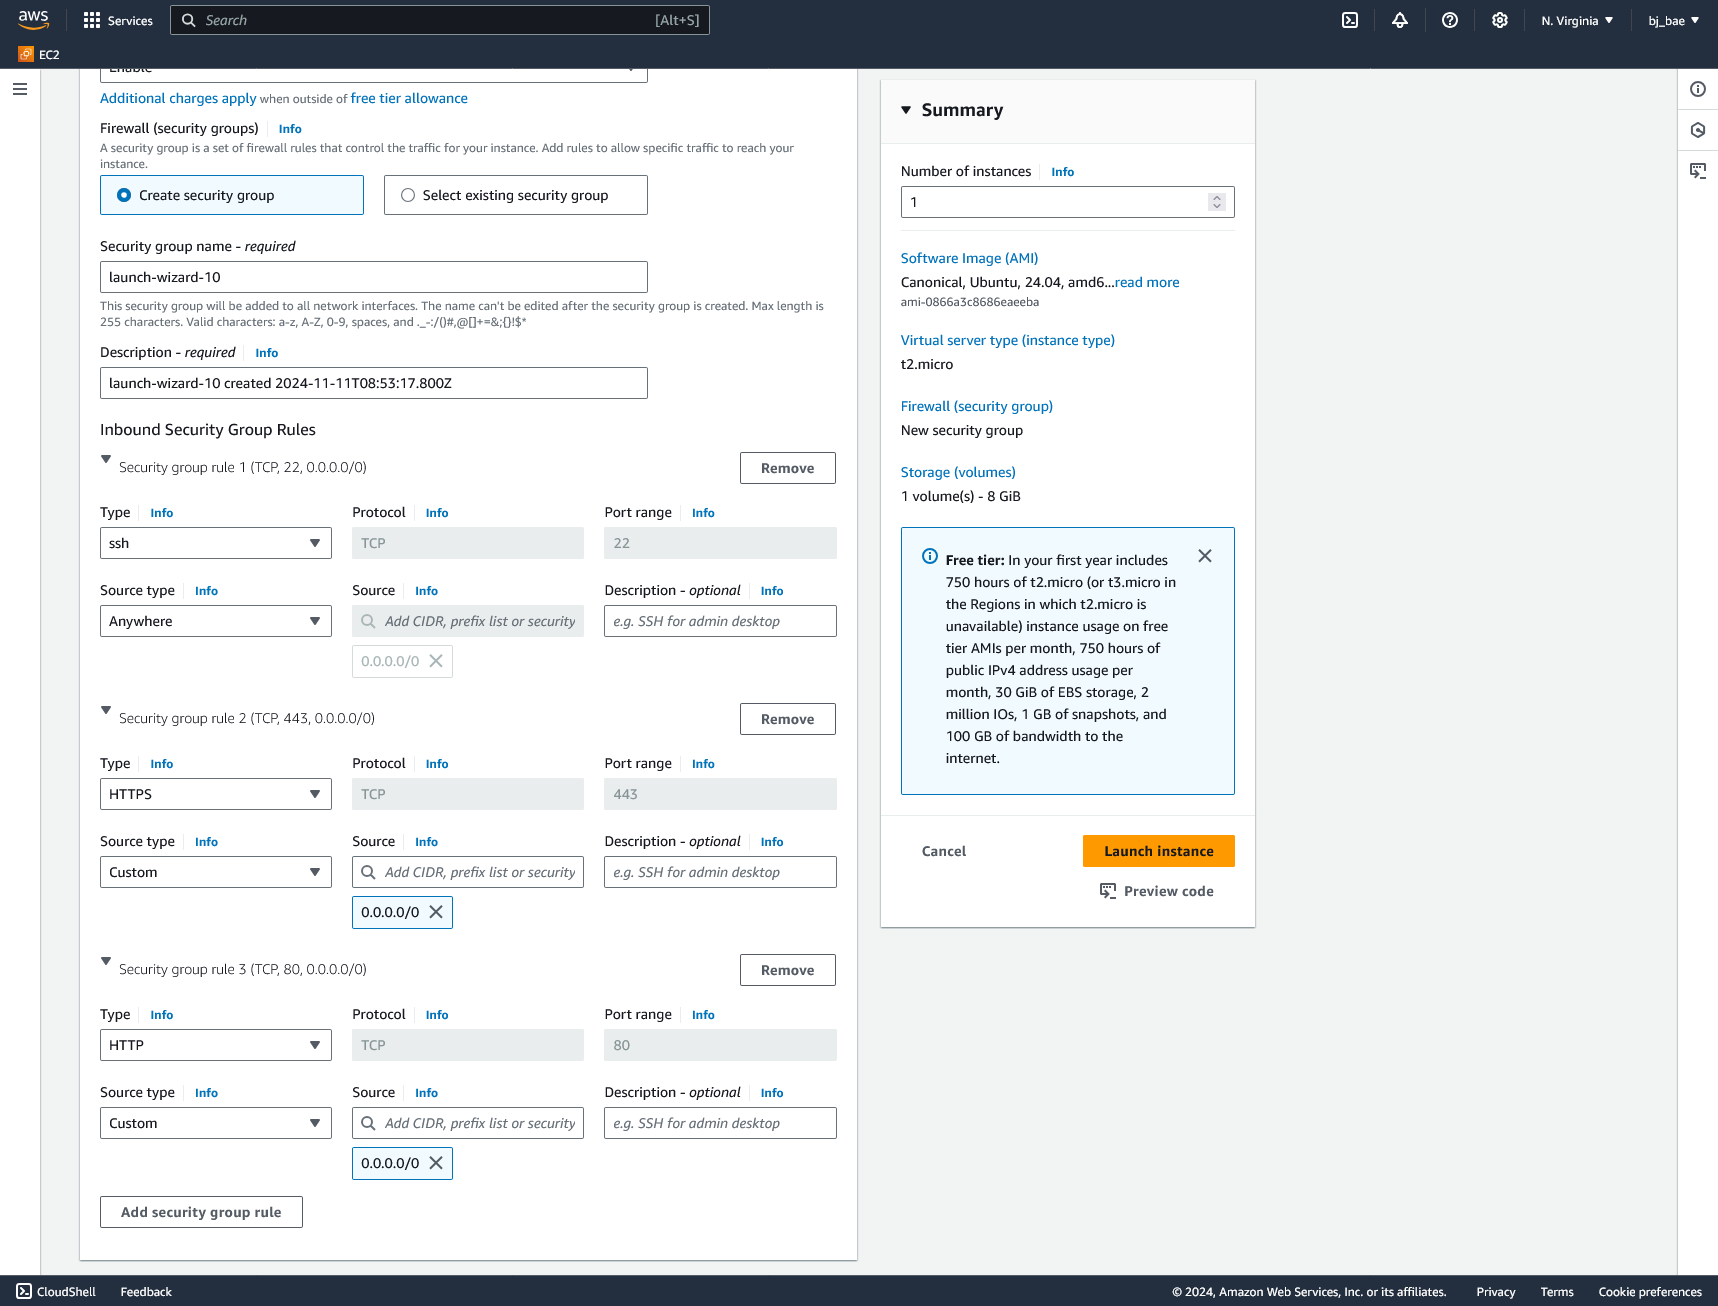 aws
Services
Search
[Alt+S]
N. Virginia
bj_bae
EC2
Enable
Additional charges apply when outside of free tier allowance
Firewall (security groups) Info
A security group is a set of firewall rules that control the traffic for your instance. Add rules to allow specific traffic to reach your
instance.
Create security group
Select existing security group
Security group name - required
launch-wizard-10
This security group will be added to all network interfaces. The name can't be edited after the security group is created. Max length is
255 characters. Valid characters: a-z, A-Z, 0-9, spaces, and ._-:/()#,@[]+=&;{}!$*
Description - required Info
launch-wizard-10 created 2024-11-11T08:53:17.800Z
Inbound Security Group Rules
Security group rule 1 (TCP, 22, 0.0.0.0/0)
Remove
Type Info
Protocol Info
Port range Info
ssh
TCP
22
Source type Info
Source Info
Description - optional Info
Anywhere
Add CIDR, prefix list or security
e.g. SSH for admin desktop
0.0.0.0/0
Security group rule 2 (TCP, 443, 0.0.0.0/0)
Remove
Type Info
Protocol Info
Port range Info
HTTPS
TCP
443
Source type Info
Source Info
Description - optional Info
Custom
Add CIDR, prefix list or security
e.g. SSH for admin desktop
0.0.0.0/0
Security group rule 3 (TCP, 80, 0.0.0.0/0)
Remove
Type Info
Protocol Info
Port range Info
HTTP
TCP
80
Source type Info
Source Info
Description - optional Info
Custom
Add CIDR, prefix list or security
e.g. SSH for admin desktop
0.0.0.0/0
Add security group rule
Summary
Number of instances Info
1
Software Image (AMI)
Canonical, Ubuntu, 24.04, amd6...read more
ami-0866a3c8686eaeeba
Virtual server type (instance type)
t2.micro
Firewall (security group)
New security group
Storage (volumes)
1 volume(s) - 8 GiB
Free tier: In your first year includes
750 hours of t2.micro (or t3.micro in
the Regions in which t2.micro is
unavailable) instance usage on free
tier AMIs per month, 750 hours of
public IPv4 address usage per
month, 30 GiB of EBS storage, 2
million IOs, 1 GB of snapshots, and
100 GB of bandwidth to the
internet.
Cancel
Launch instance
Preview code
CloudShell
Feedback
© 2024, Amazon Web Services, Inc. or its affiliates.
Privacy
Terms
Cookie preferences